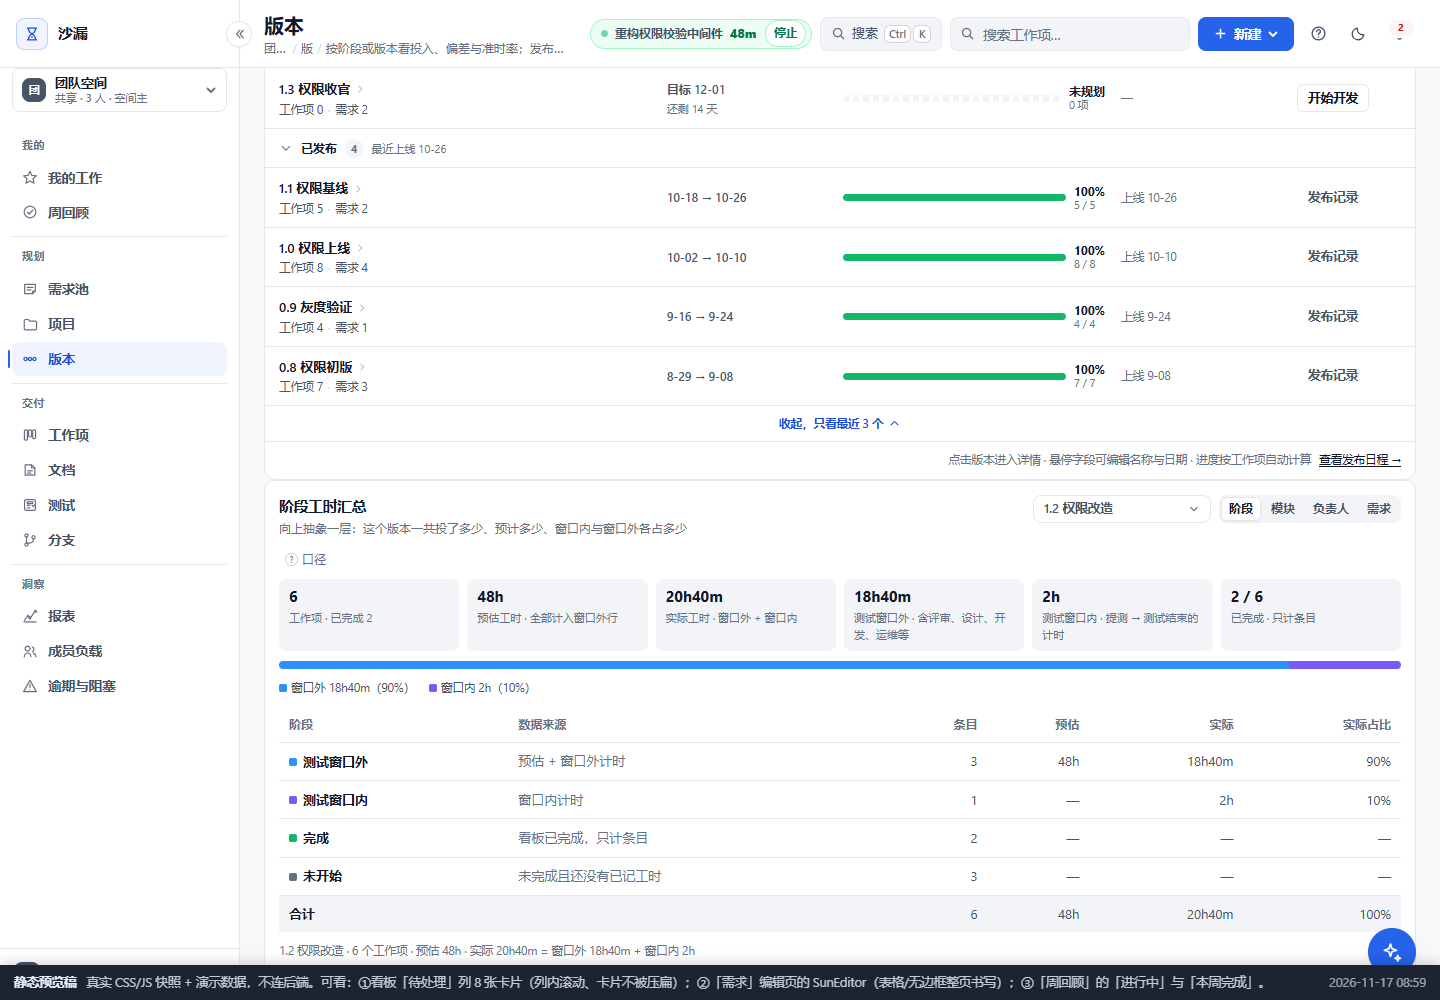 沙漏
版本
团... / 版 / 按阶段或版本看投入、偏差与准时率；发布...
重构权限校验中间件 48m 停止
搜索 Ctrl K
搜索工作项...
新建
2
团 团队空间
共享 · 3 人 · 空间主
我的
我的工作
周回顾
规划
需求池
项目
版本
交付
工作项
文档
测试
分支
洞察
报表
成员负载
逾期与阻塞
1.3 权限收官
工作项 0 · 需求 2
目标 12-01
还剩 14 天
未规划
0 项
—
开始开发
已发布 4 最近上线 10-26
1.1 权限基线
工作项 5 · 需求 2
10-18 → 10-26
100%
5 / 5
上线 10-26
发布记录
1.0 权限上线
工作项 8 · 需求 4
10-02 → 10-10
100%
8 / 8
上线 10-10
发布记录
0.9 灰度验证
工作项 4 · 需求 1
9-16 → 9-24
100%
4 / 4
上线 9-24
发布记录
0.8 权限初版
工作项 7 · 需求 3
8-29 → 9-08
100%
7 / 7
上线 9-08
发布记录
收起，只看最近 3 个
点击版本进入详情 · 悬停字段可编辑名称与日期 · 进度按工作项自动计算 查看发布日程 →
阶段工时汇总
向上抽象一层：这个版本一共投了多少、预计多少、窗口内与窗口外各占多少
1.2 权限改造
阶段 模块 负责人 需求
? 口径
6
工作项 · 已完成 2
48h
预估工时 · 全部计入窗口外行
20h40m
实际工时 · 窗口外 + 窗口内
18h40m
测试窗口外 · 含评审、设计、开
发、运维等
2h
测试窗口内 · 提测 → 测试结束的
计时
2 / 6
已完成 · 只计条目
窗口外 18h40m（90%） 窗口内 2h（10%）
阶段 数据来源 条目 预估 实际 实际占比
测试窗口外 预估 + 窗口外计时 3 48h 18h40m 90%
测试窗口内 窗口内计时 1 — 2h 10%
完成 看板已完成，只计条目 2 — — —
未开始 未完成且还没有已记工时 3 — — —
合计 6 48h 20h40m 100%
1.2 权限改造 · 6 个工作项 · 预估 48h · 实际 20h40m = 窗口外 18h40m + 窗口内 2h
静态预览稿 真实 CSS/JS 快照 + 演示数据，不连后端。可看：①看板「待处理」列 8 张卡片（列内滚动、卡片不被压扁）；②「需求」编辑页的 SunEditor（表格/无边框整页书写）；③「周回顾」的「进行中」与「本周完成」。
2026-11-17 08:59